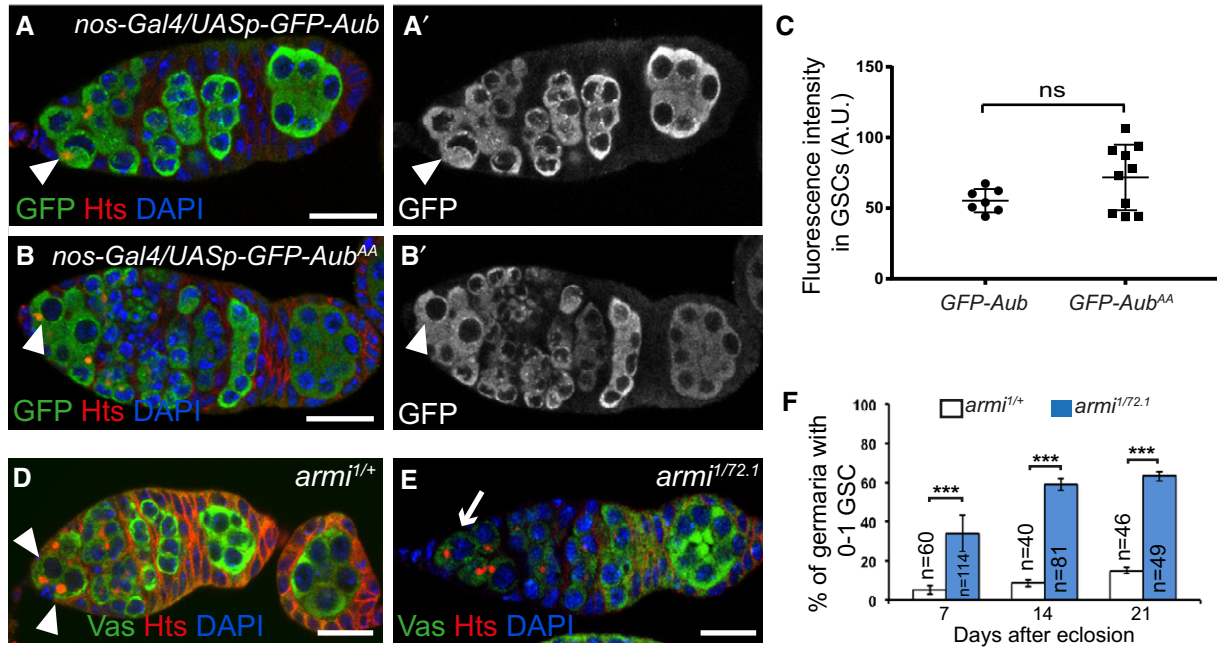 A
nos-Gal4/UASp-GFP-Aub
GFP Hts DAPI
A′
GFP
B
nos-Gal4/UASp-GFP-Aub^AA
GFP Hts DAPI
B′
GFP
C
Fluorescence intensity
in GSCs (A.U.)
150
100
50
0
ns
GFP-Aub
GFP-Aub^AA
D
armi^1/+
Vas Hts DAPI
E
armi^1/72.1
Vas Hts DAPI
F
armi^1/+
armi^1/72.1
% of germaria with
0-1 GSC
100
80
60
40
20
0
***
***
***
n=60
n=114
n=40
n=81
n=46
n=49
7
14
21
Days after eclosion